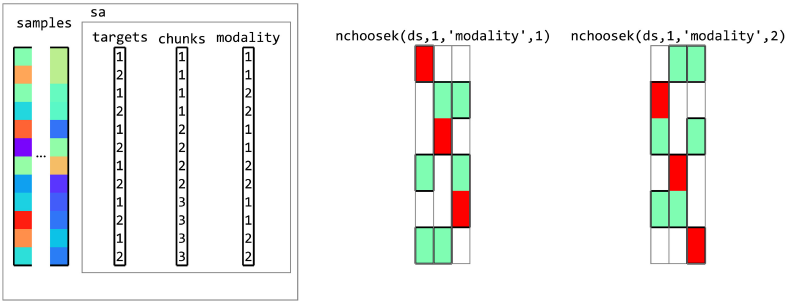 sa
samples
targets chunks modality
1 1 1
2 1 1
1 1 2
2 1 2
1 2 1
2 2 1
1 2 2
2 2 2
1 3 1
2 3 1
1 3 2
2 3 2
...
nchoosek(ds,1,'modality',1)
nchoosek(ds,1,'modality',2)